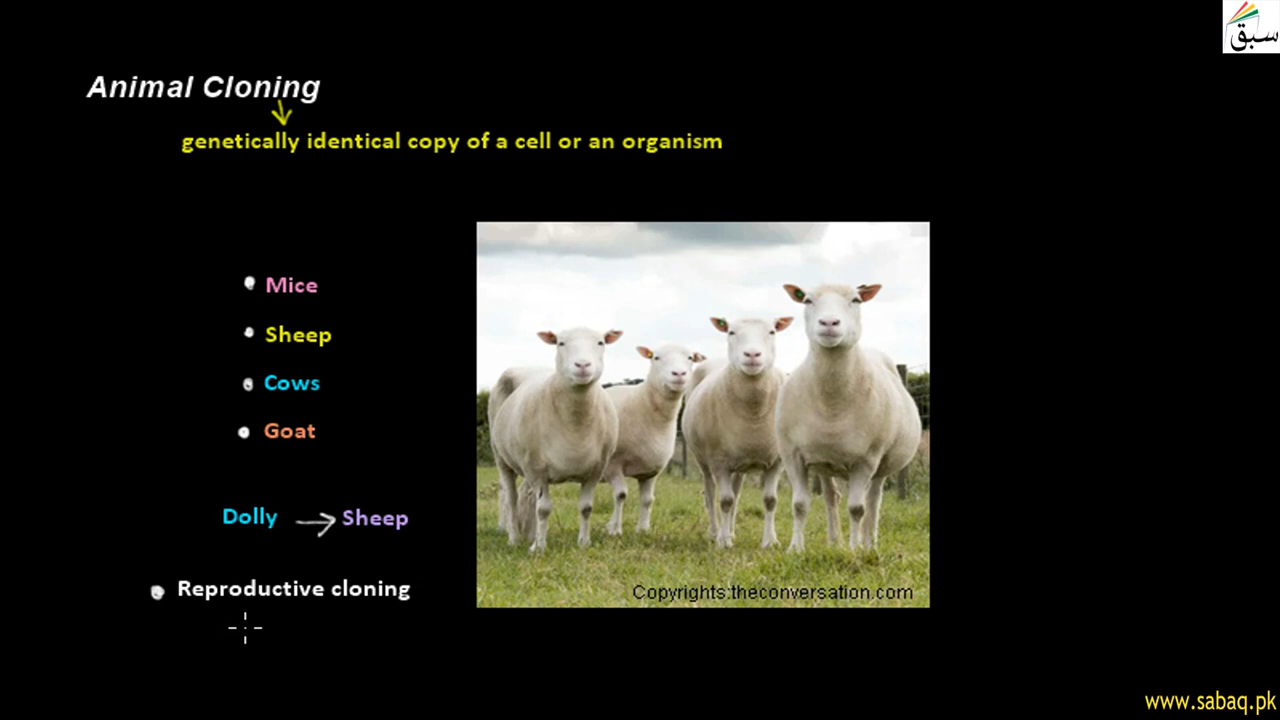 سبق
Animal Cloning
genetically identical copy of a cell or an organism
Mice
Sheep
Cows
Goat
Dolly → Sheep
Reproductive cloning
Copyrights:theconversation.com
www.sabaq.pk